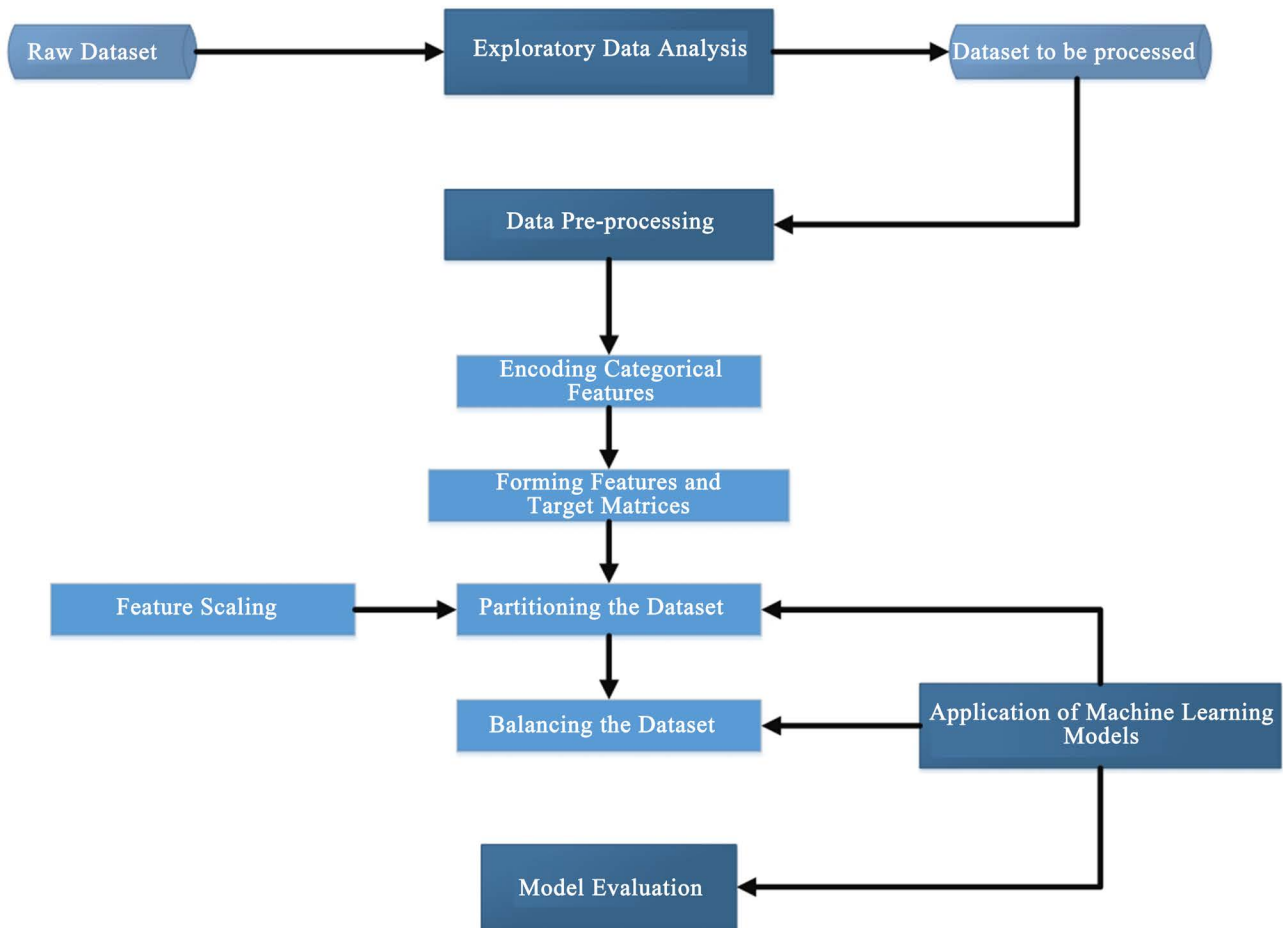 Raw Dataset
Exploratory Data Analysis
Dataset to be processed
Data Pre-processing
Encoding Categorical
Features
Forming Features and
Target Matrices
Feature Scaling
Partitioning the Dataset
Balancing the Dataset
Application of Machine Learning
Models
Model Evaluation